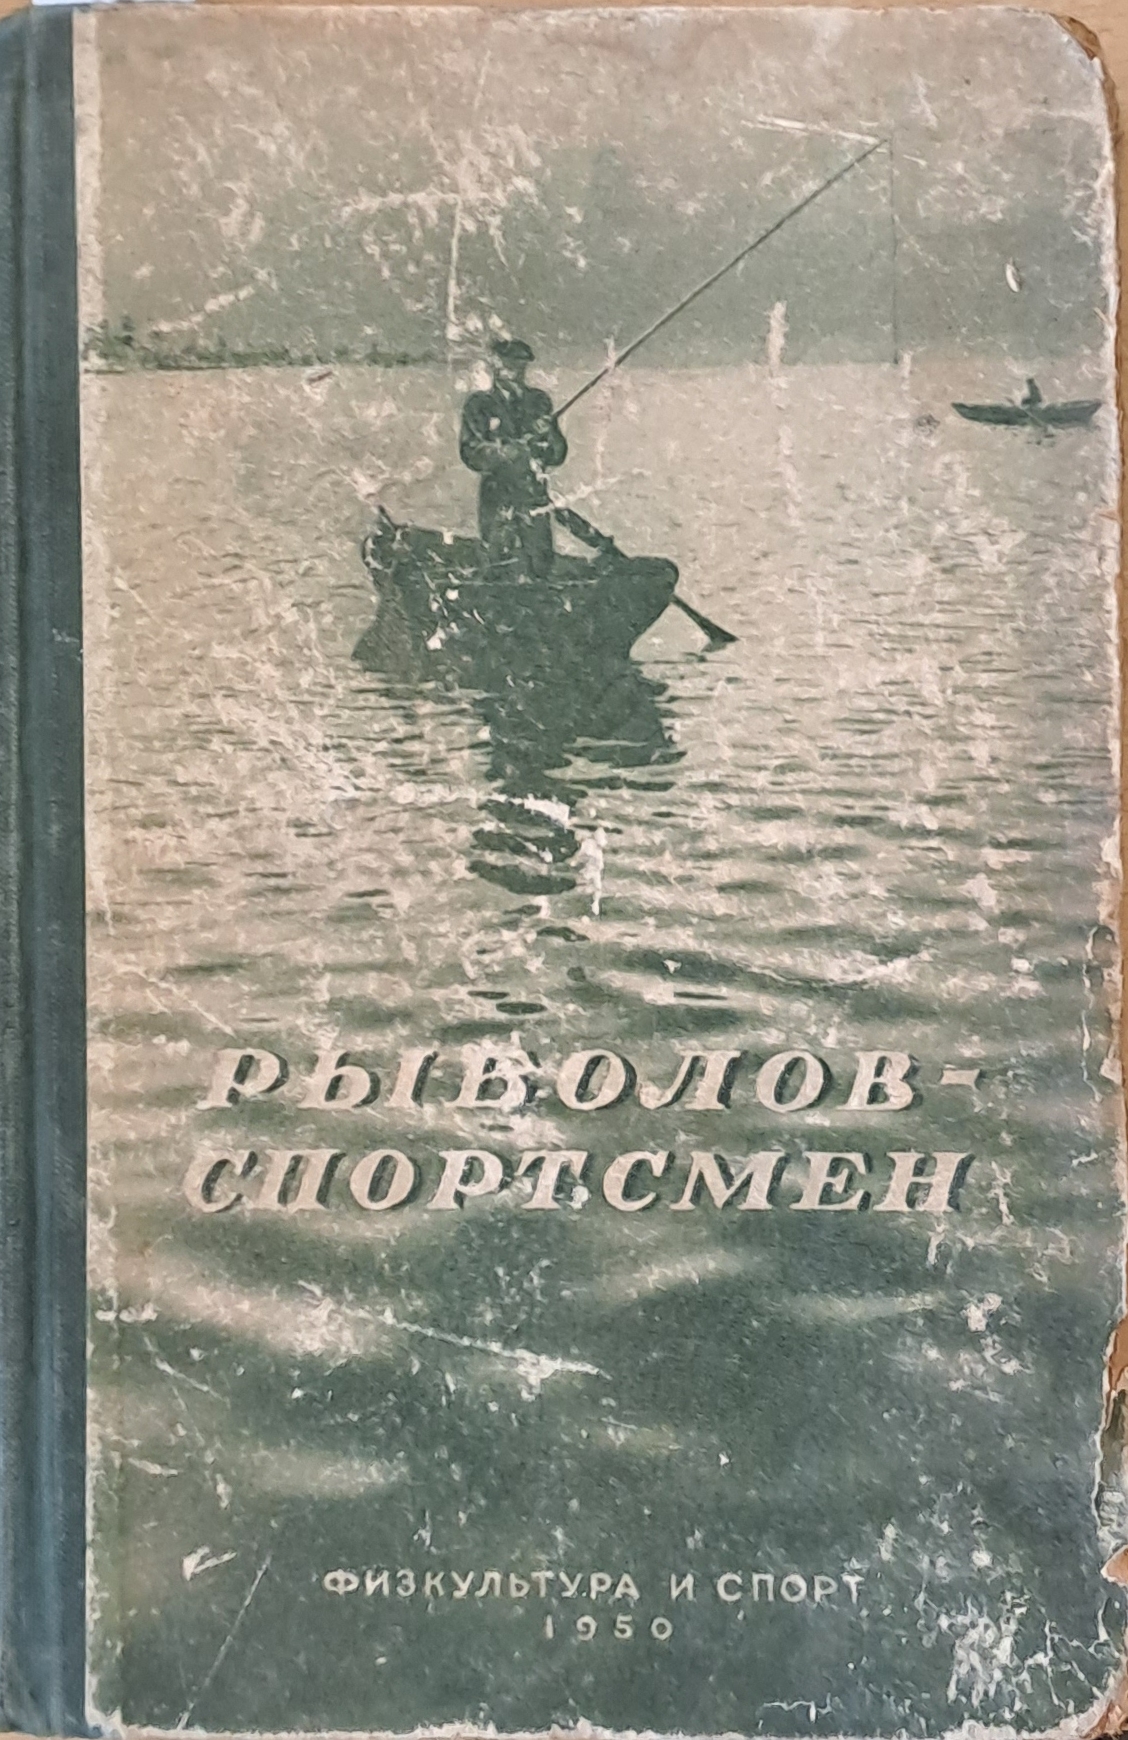 РЫБОЛОВ-
СПОРТСМЕН
ФИЗКУЛЬТУРА И СПОРТ
1950